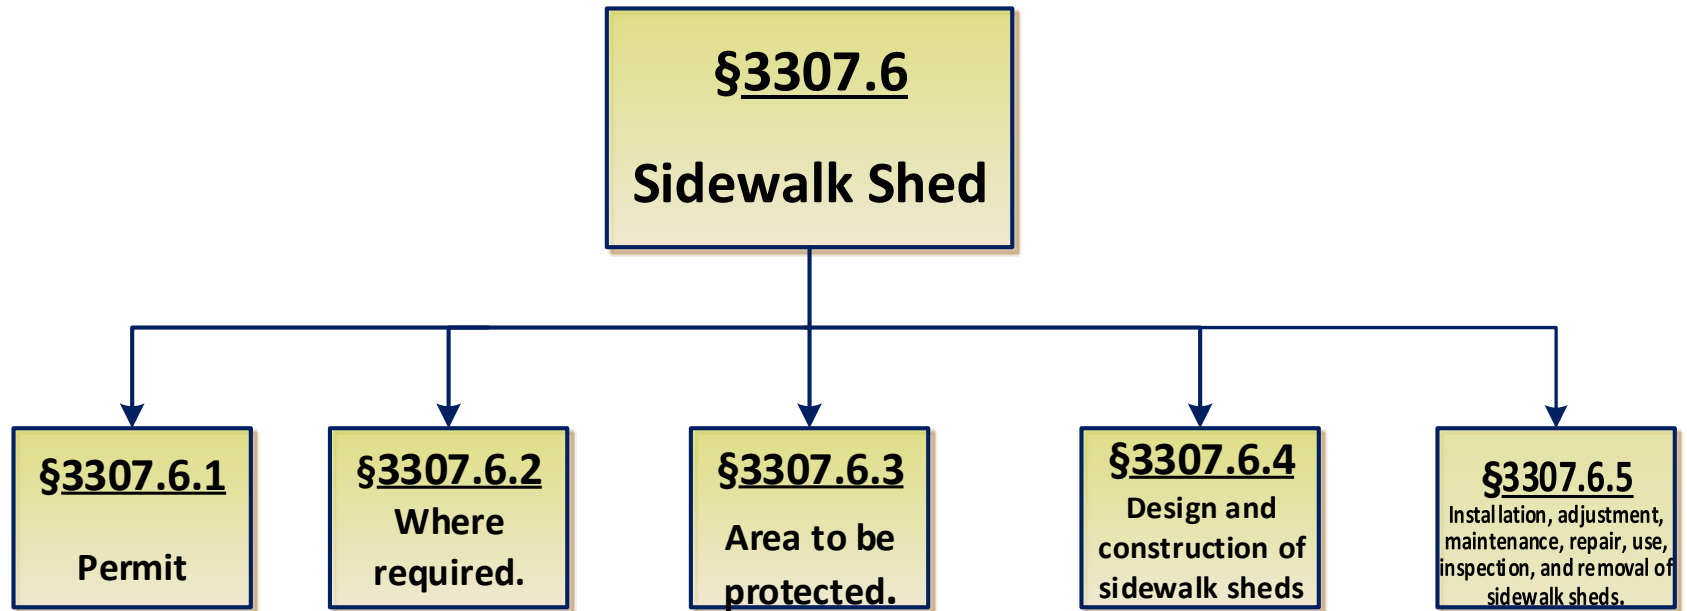 §3307.6
Sidewalk Shed
§3307.6.1
Permit
§3307.6.2
Where
required.
§3307.6.3
Area to be
protected.
§3307.6.4
Design and
construction of
sidewalk sheds
§3307.6.5
Installation, adjustment,
maintenance, repair, use,
inspection, and removal of
sidewalk sheds.